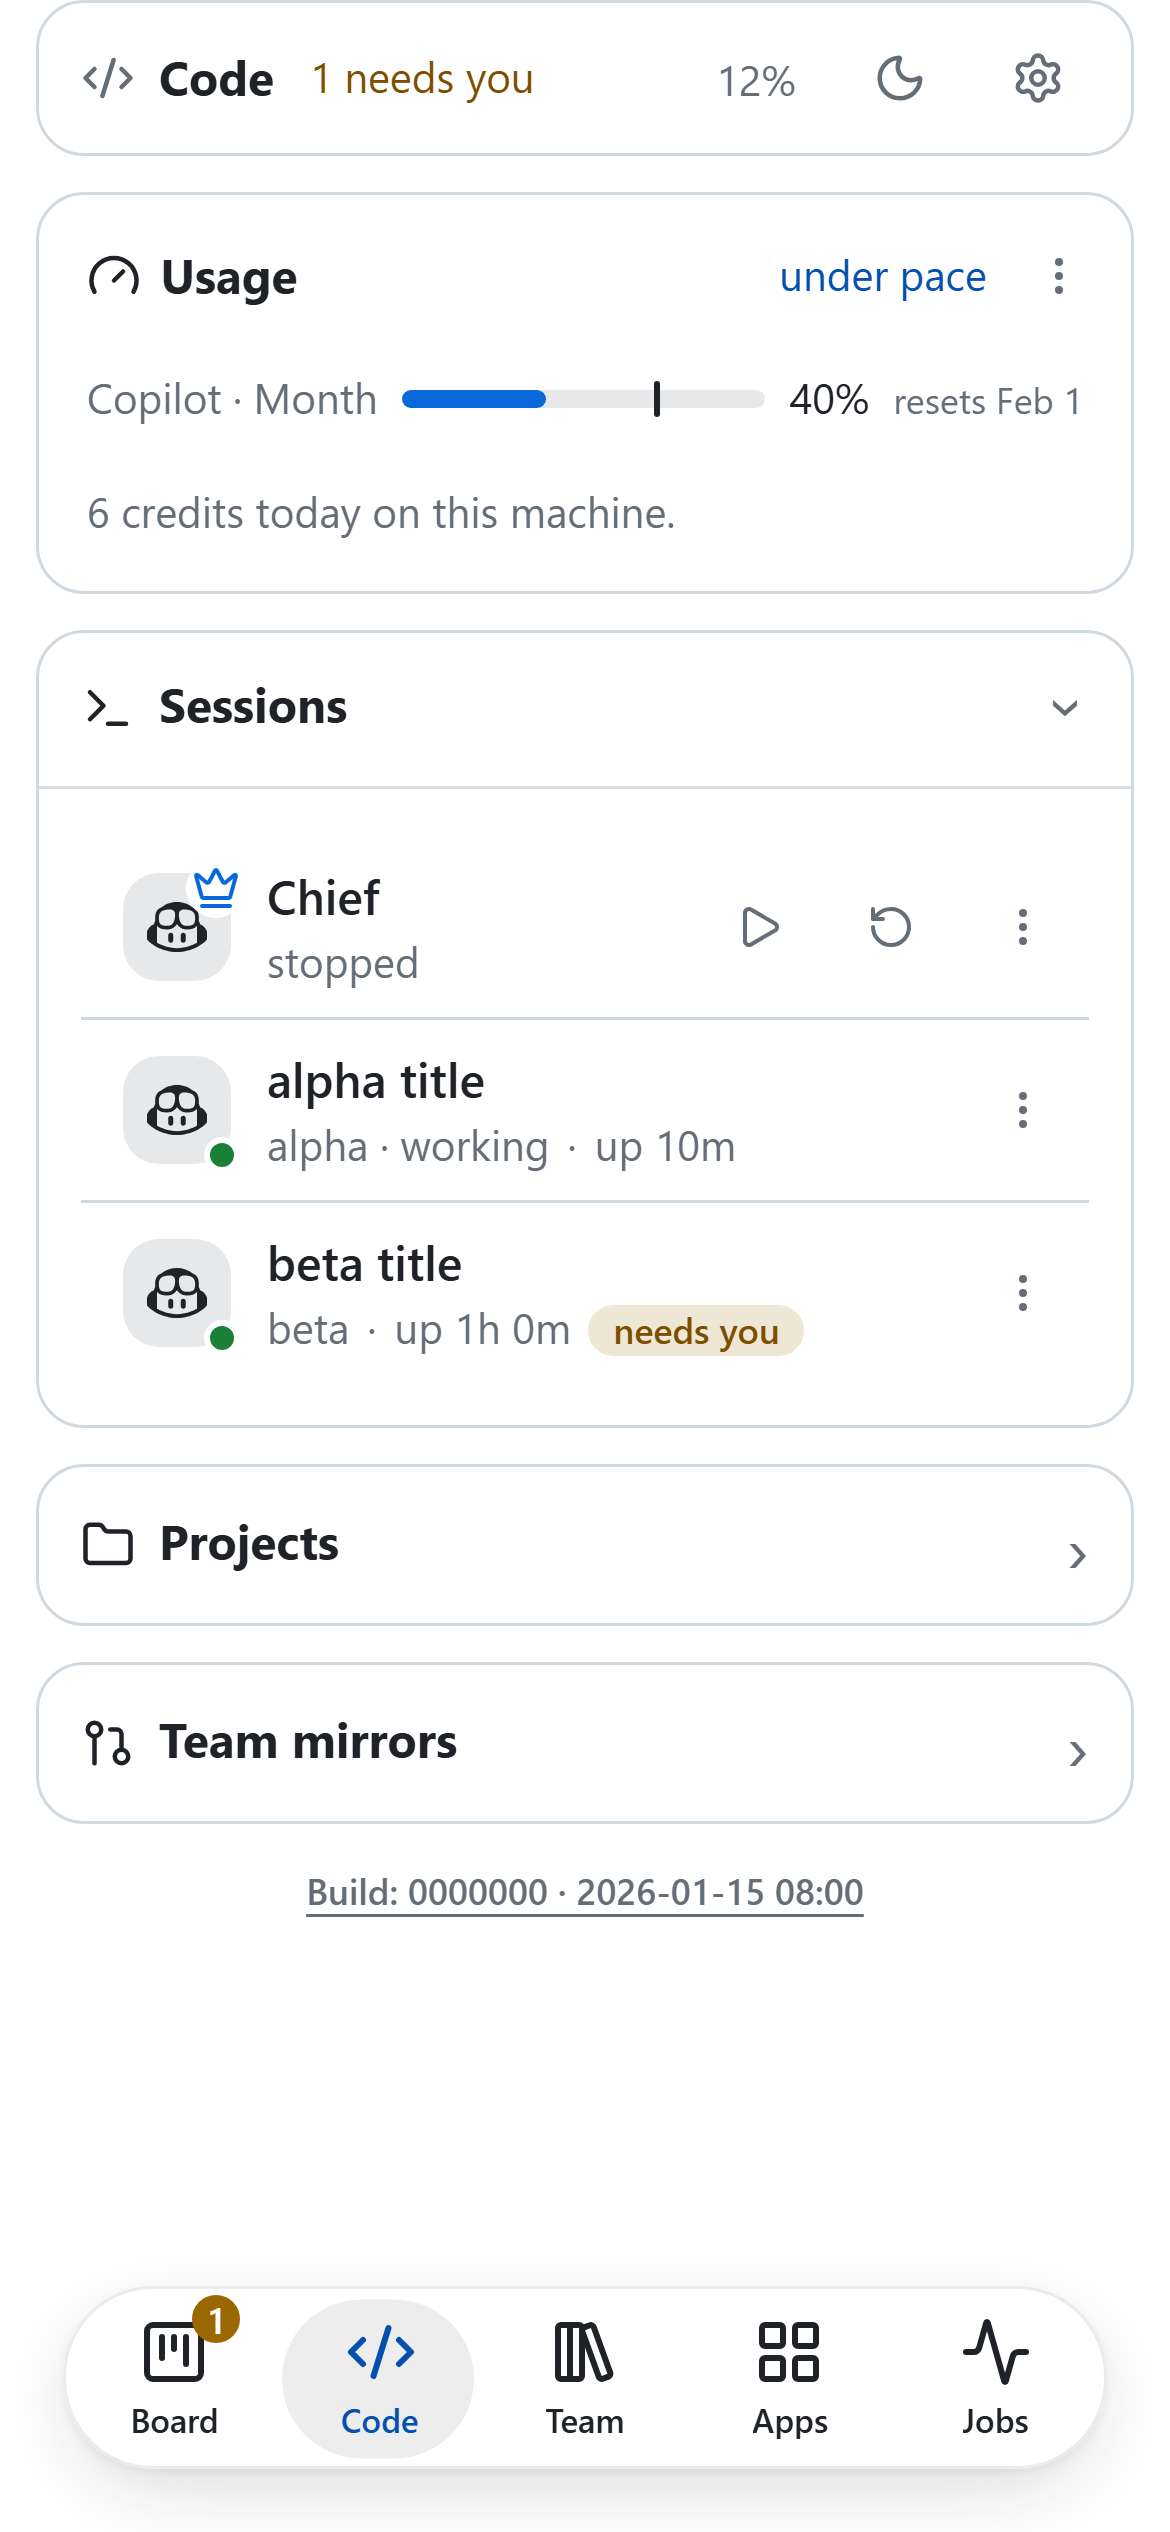 Code 1 needs you 12%
Usage under pace
Copilot · Month 40% resets Feb 1
6 credits today on this machine.
Sessions
Chief
stopped
alpha title
alpha · working · up 10m
beta title
beta · up 1h 0m needs you
Projects
Team mirrors
Build: 0000000 · 2026-01-15 08:00
1
Board Code Team Apps Jobs